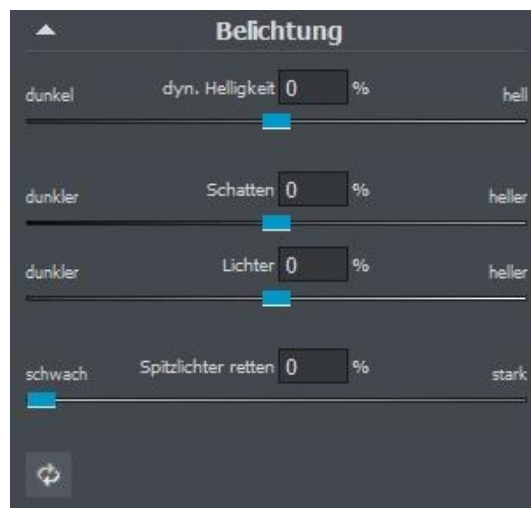 Belichtung
dyn. Helligkeit 0 %
dunkel hell
Schatten 0 %
dunkler heller
Lichter 0 %
dunkler heller
Spitzlichter retten 0 %
schwach stark